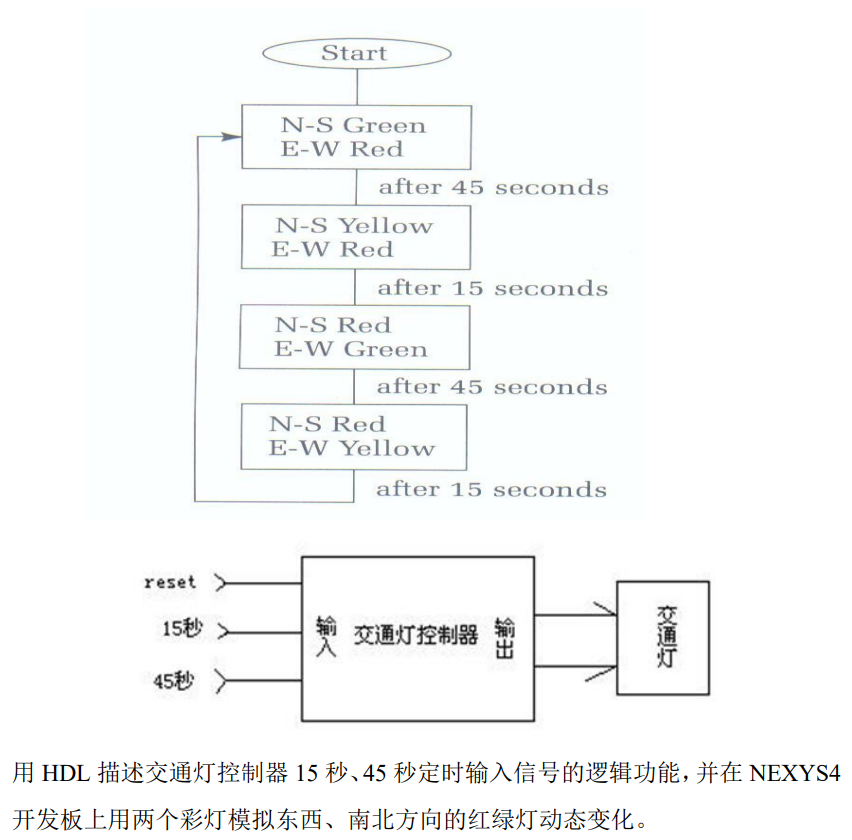 Start
N-S Green
E-W Red
after 45 seconds
N-S Yellow
E-W Red
after 15 seconds
N-S Red
E-W Green
after 45 seconds
N-S Red
E-W Yellow
after 15 seconds
reset
15秒
45秒
输入
交通灯控制器
输出
交通灯
用 HDL 描述交通灯控制器 15 秒、45 秒定时输入信号的逻辑功能，并在 NEXYS4
开发板上用两个彩灯模拟东西、南北方向的红绿灯动态变化。